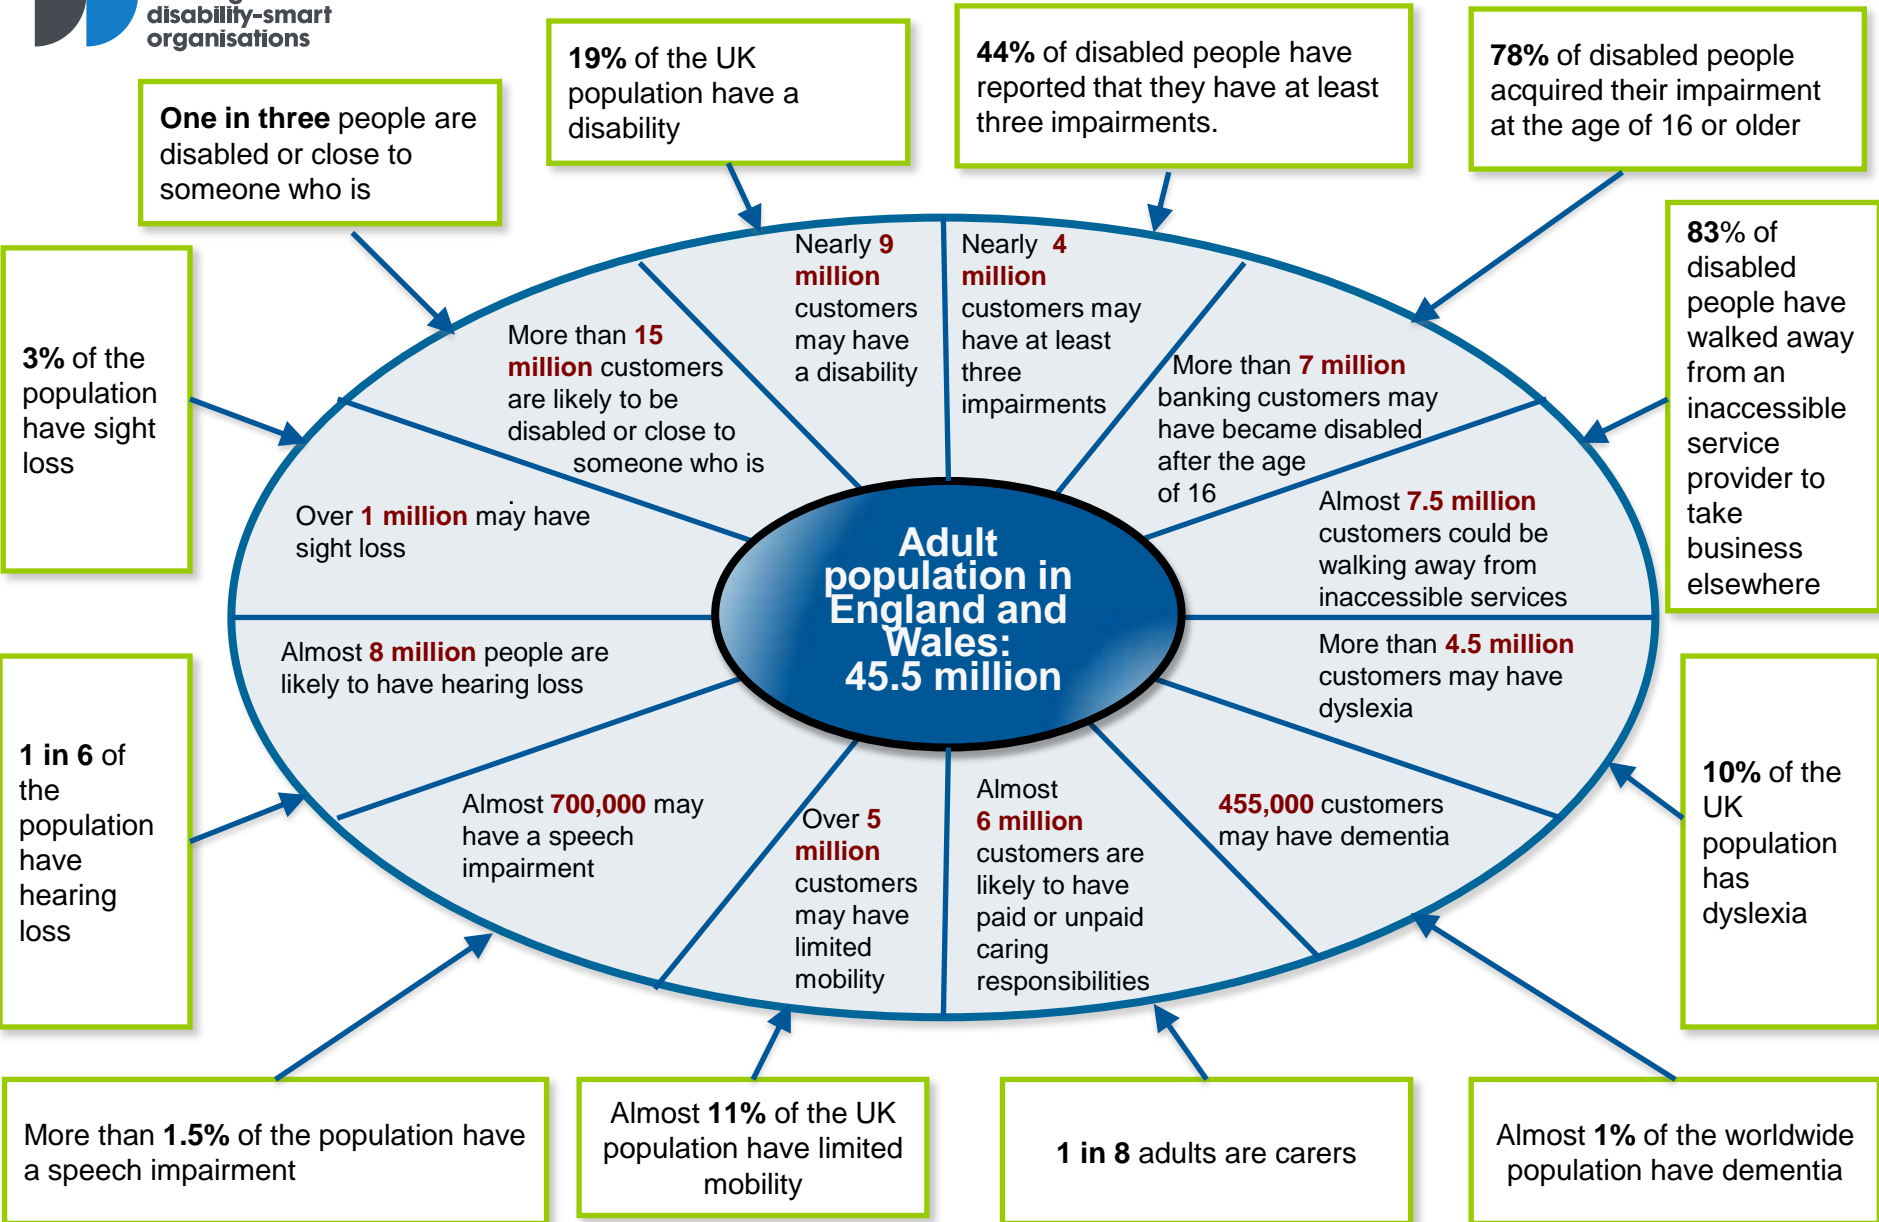 disability-smart
organisations
19% of the UK
population have a
disability
44% of disabled people have
reported that they have at least
three impairments.
78% of disabled people
acquired their impairment
at the age of 16 or older
One in three people are
disabled or close to
someone who is
83% of
disabled
people have
walked away
from an
inaccessible
service
provider to
take
business
elsewhere
3% of the
population
have sight
loss
Nearly 9
million
customers
may have
a disability
Nearly 4
million
customers may
have at least
three
impairments
More than 15
million customers
are likely to be
disabled or close to
someone who is
More than 7 million
banking customers may
have became disabled
after the age
of 16
Over 1 million may have
sight loss
Almost 7.5 million
customers could be
walking away from
inaccessible services
Adult
population in
England and
Wales:
45.5 million
Almost 8 million people are
likely to have hearing loss
More than 4.5 million
customers may have
dyslexia
Almost 700,000 may
have a speech
impairment
Over 5
million
customers
may have
limited
mobility
Almost
6 million
customers are
likely to have
paid or unpaid
caring
responsibilities
455,000 customers
may have dementia
1 in 6 of
the
population
have
hearing
loss
10% of the
UK
population
has
dyslexia
More than 1.5% of the population have
a speech impairment
Almost 11% of the UK
population have limited
mobility
1 in 8 adults are carers
Almost 1% of the worldwide
population have dementia